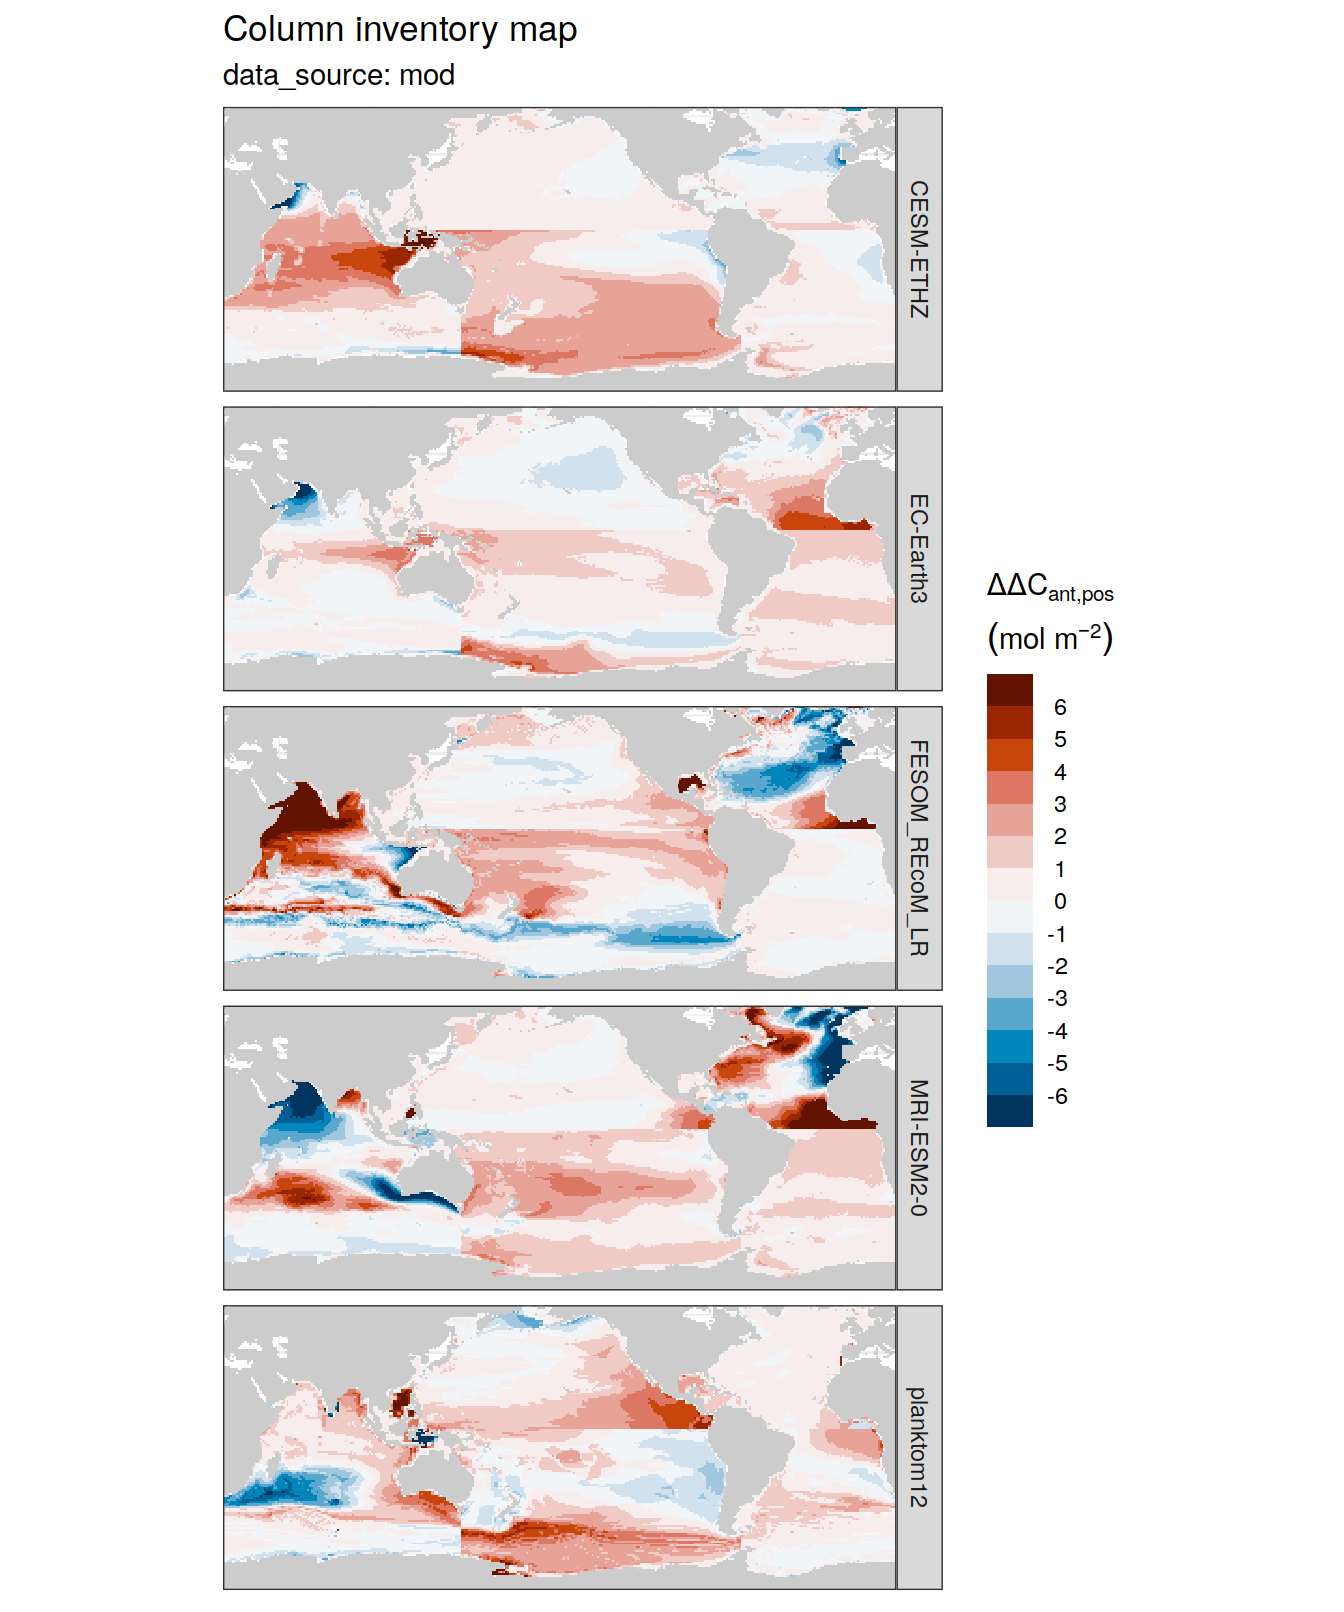 Column inventory map
data_source: mod
CESM-ETHZ
EC-Earth3
FESOM_REcoM_LR
MRI-ESM2-0
planktom12
ΔΔC_ant,pos
(mol m⁻²)
6
5
4
3
2
1
0
-1
-2
-3
-4
-5
-6